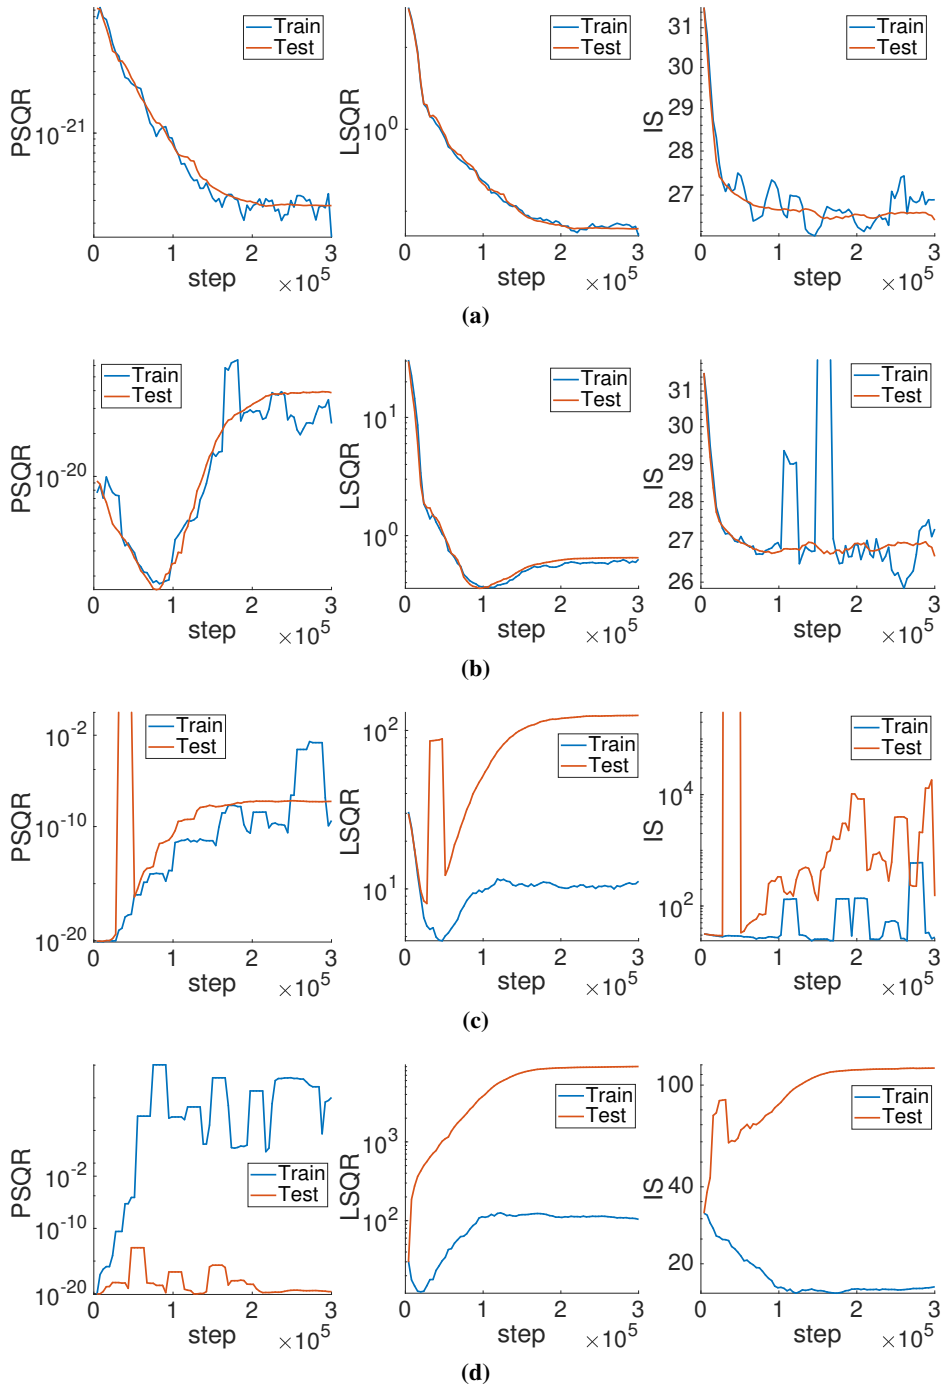 Train
Test
PSQR
10^-21
0 1 2 3
step
×10^5
Train
Test
LSQR
10^0
0 1 2 3
step
×10^5
Train
Test
IS
31
30
29
28
27
0 1 2 3
step
×10^5
(a)
Train
Test
PSQR
10^-20
0 1 2 3
step
×10^5
Train
Test
LSQR
10^1
10^0
0 1 2 3
step
×10^5
Train
Test
IS
31
30
29
28
27
26
0 1 2 3
step
×10^5
(b)
Train
Test
PSQR
10^-2
10^-10
10^-20
0 1 2 3
step
×10^5
Train
Test
LSQR
10^2
10^1
0 1 2 3
step
×10^5
Train
Test
IS
10^4
10^2
0 1 2 3
step
×10^5
(c)
Train
Test
PSQR
10^-2
10^-10
10^-20
0 1 2 3
step
×10^5
Train
Test
LSQR
10^3
10^2
0 1 2 3
step
×10^5
Train
Test
IS
100
40
20
0 1 2 3
step
×10^5
(d)